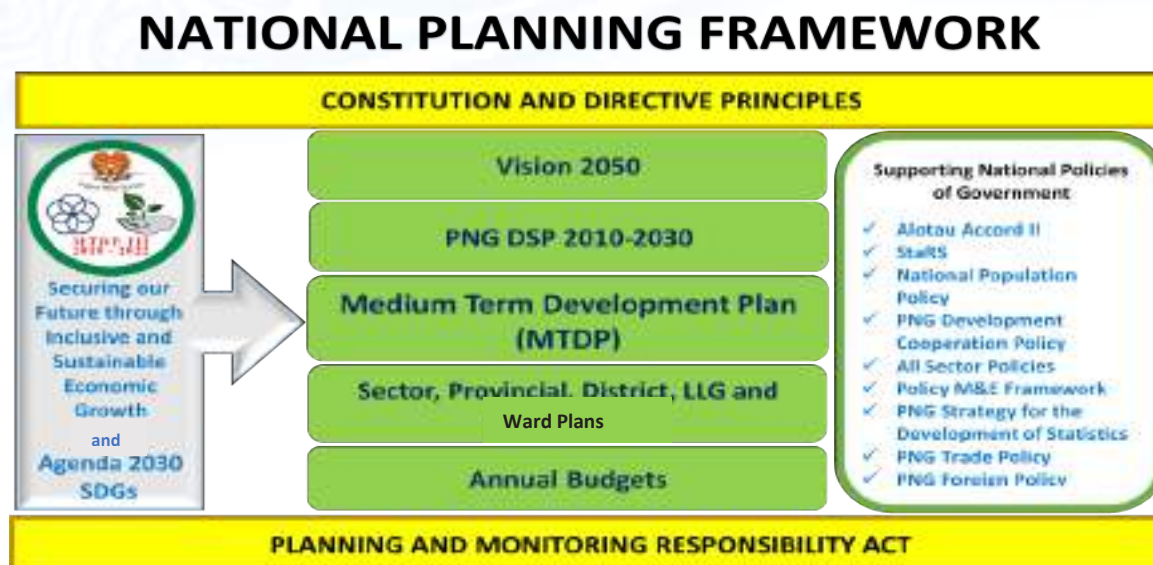 NATIONAL PLANNING FRAMEWORK
CONSTITUTION AND DIRECTIVE PRINCIPLES
MTDP III
Securing our
Future through
Inclusive and
Sustainable
Economic
Growth
and
Agenda 2030
SDGs
Vision 2050
PNG DSP 2010-2030
Medium Term Development Plan
(MTDP)
Sector, Provincial, District, LLG and
Ward Plans
Annual Budgets
Supporting National Policies
of Government
✓ Alotau Accord II
✓ StaRS
✓ National Population
Policy
✓ PNG Development
Cooperation Policy
✓ All Sector Policies
✓ Policy M&E Framework
✓ PNG Strategy for the
Development of Statistics
✓ PNG Trade Policy
✓ PNG Foreign Policy
PLANNING AND MONITORING RESPONSIBILITY ACT